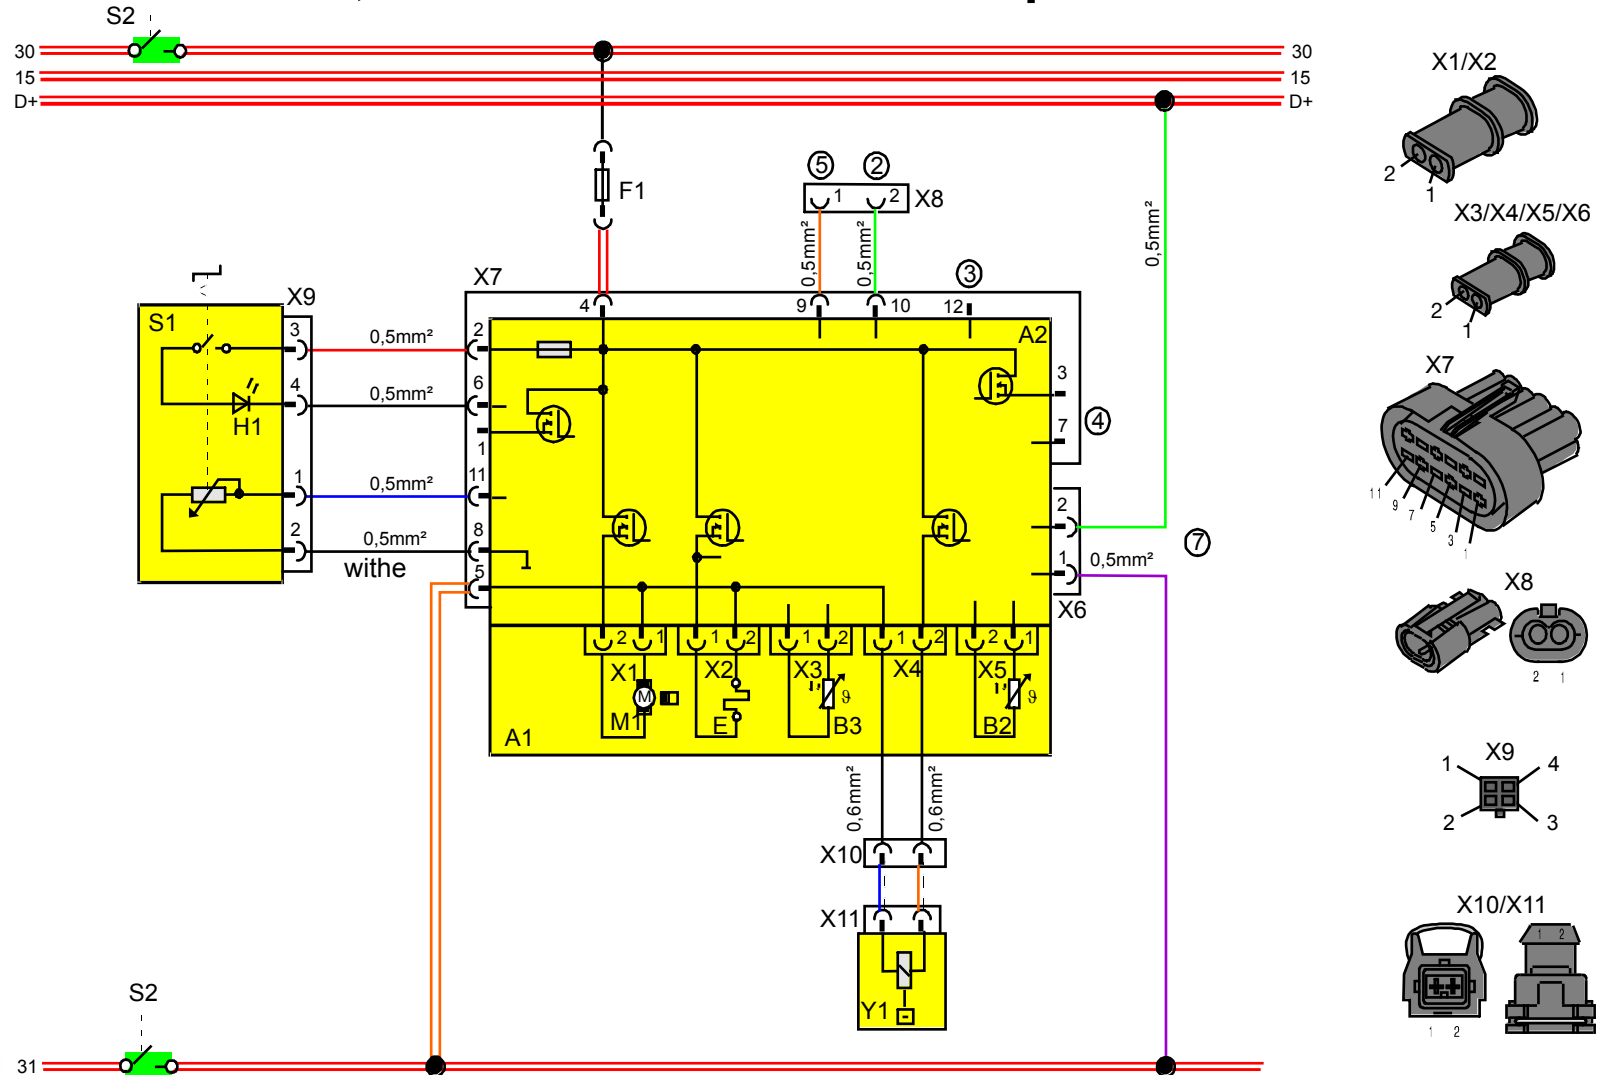 S2
30 30
15 15
D+ D+
X1/X2
2
1
F1
5 2
1 2 X8
0,5mm² 0,5mm²
0,5mm²
X3/X4/X5/X6
2
1
X7
3
4 9 10 12
A2
S1
X9
3 0,5mm² 2
4 0,5mm² 6
H1
1
1 0,5mm² 11
2 0,5mm² 8
withe
5
3
7
4
2
7
1 0,5mm²
X6
X7
11
9
7
5
3
1
X8
2 1
2 1 1 2 1 2 1 2 2 1
X1 X2 X3 X4 X5
M ϑ ϑ
M1 E B3 B2
A1
0,6mm² 0,6mm²
X9
1 4
2 3
X10
X11
Y1
X10/X11
1 2
1 2
S2
31